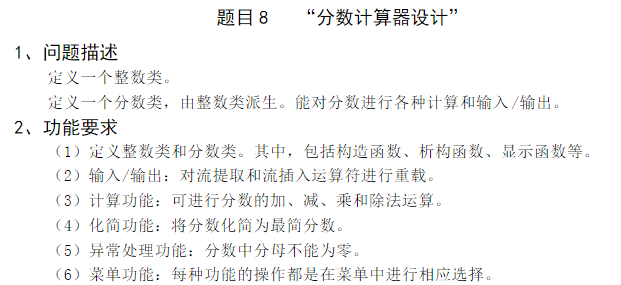 题目8 “分数计算器设计”
1、问题描述
定义一个整数类。
定义一个分数类，由整数类派生。能对分数进行各种计算和输入/输出。
2、功能要求
（1）定义整数类和分数类。其中，包括构造函数、析构函数、显示函数等。
（2）输入/输出：对流提取和流插入运算符进行重载。
（3）计算功能：可进行分数的加、减、乘和除法运算。
（4）化简功能：将分数化简为最简分数。
（5）异常处理功能：分数中分母不能为零。
（6）菜单功能：每种功能的操作都是在菜单中进行相应选择。